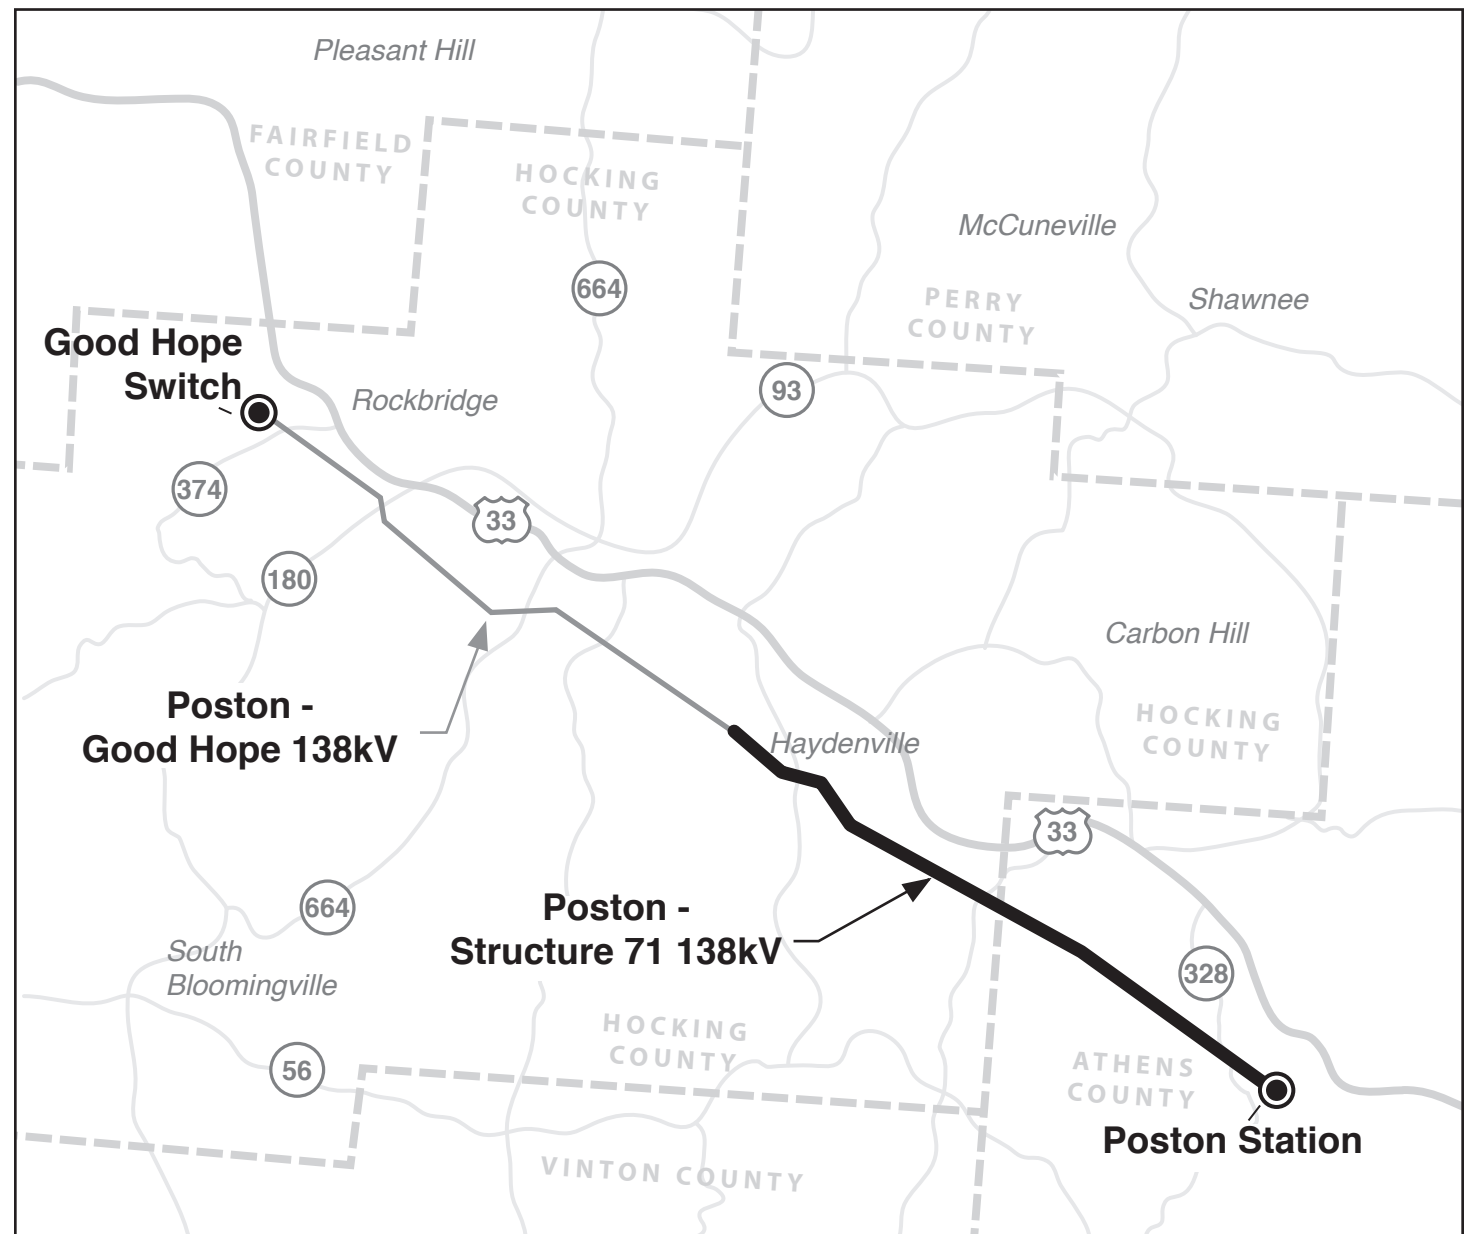 Pleasant Hill
FAIRFIELD
COUNTY
HOCKING
COUNTY
McCuneville
664
PERRY
COUNTY
Shawnee
Good Hope
Switch
Rockbridge
93
374
33
180
Carbon Hill
Poston -
Good Hope 138kV
HOCKING
COUNTY
Haydenville
33
664
Poston -
Structure 71 138kV
South
Bloomingville
328
HOCKING
COUNTY
56
ATHENS
COUNTY
Poston Station
VINTON COUNTY